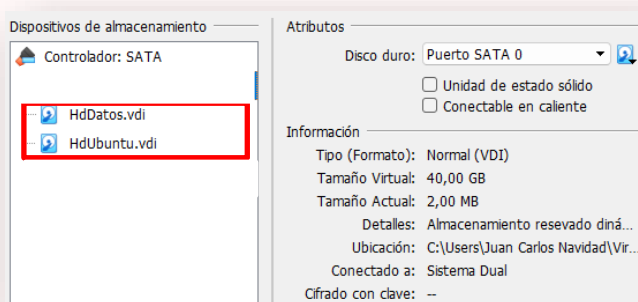 Dispositivos de almacenamiento
Controlador: SATA
HdDatos.vdi
HdUbuntu.vdi
Atributos
Disco duro: Puerto SATA 0
Unidad de estado sólido
Conectable en caliente
Información
Tipo (Formato): Normal (VDI)
Tamaño Virtual: 40,00 GB
Tamaño Actual: 2,00 MB
Detalles: Almacenamiento resevado diná...
Ubicación: C:\Users\Juan Carlos Navidad\Vir...
Conectado a: Sistema Dual
Cifrado con clave: --